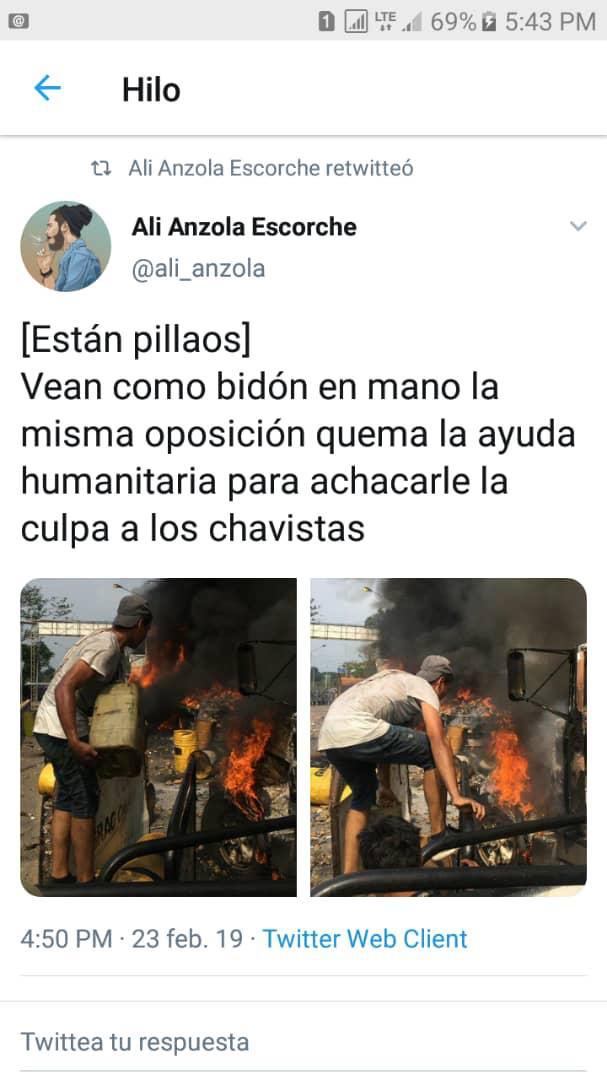 1 LTE 69% 5:43 PM
Hilo
Ali Anzola Escorche retwitteó
Ali Anzola Escorche
@ali_anzola
[Están pillaos]
Vean como bidón en mano la
misma oposición quema la ayuda
humanitaria para achacarle la
culpa a los chavistas
4:50 PM · 23 feb. 19 · Twitter Web Client
Twittea tu respuesta